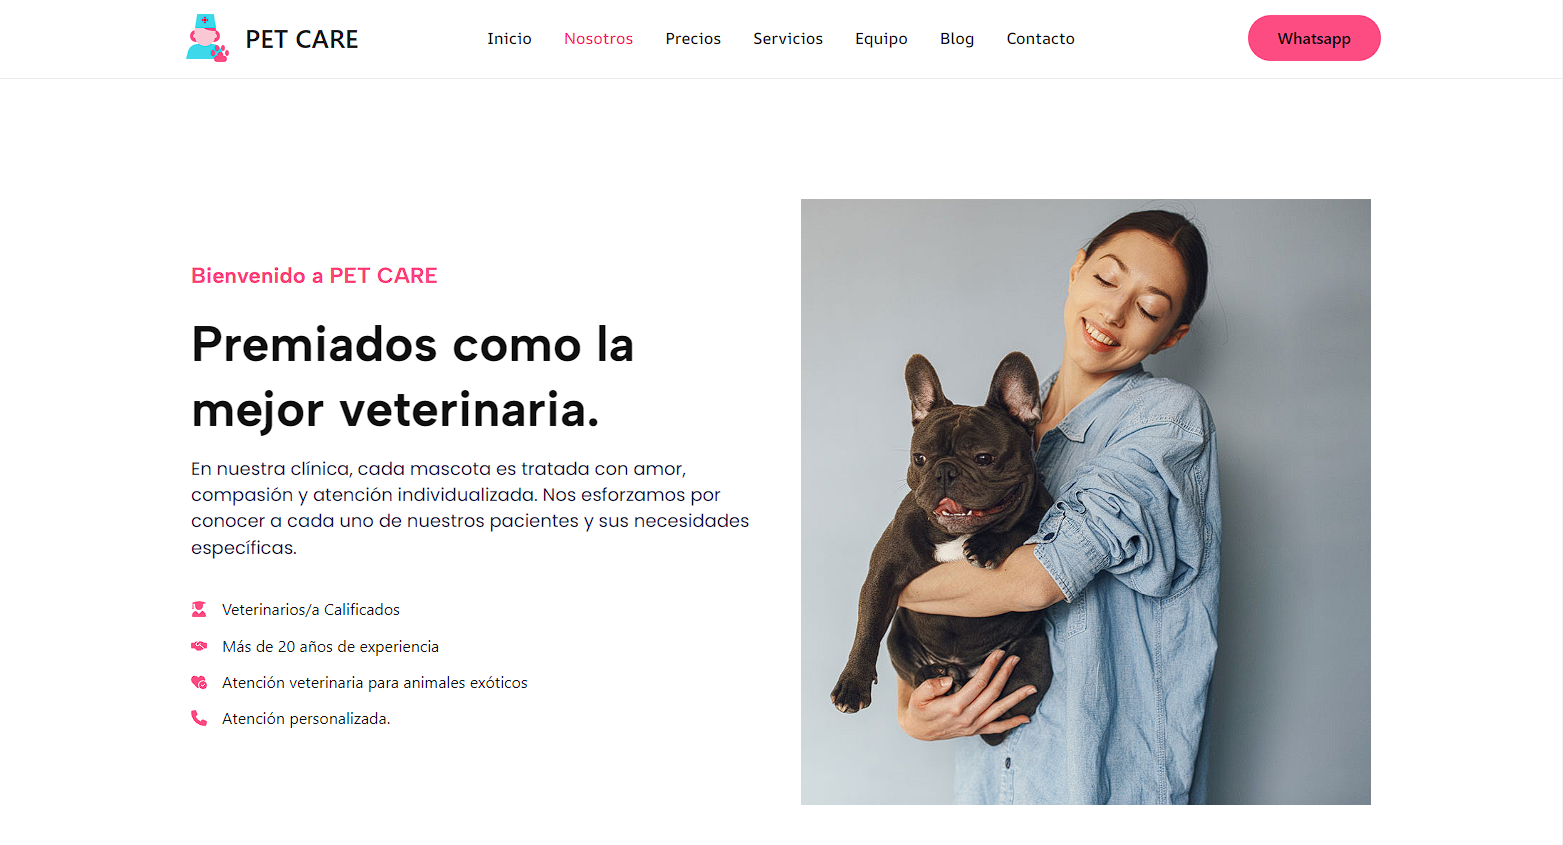 PET CARE
Inicio Nosotros Precios Servicios Equipo Blog Contacto
Whatsapp
Bienvenido a PET CARE
Premiados como la
mejor veterinaria.
En nuestra clínica, cada mascota es tratada con amor,
compasión y atención individualizada. Nos esforzamos por
conocer a cada uno de nuestros pacientes y sus necesidades
específicas.
Veterinarios/a Calificados
Más de 20 años de experiencia
Atención veterinaria para animales exóticos
Atención personalizada.